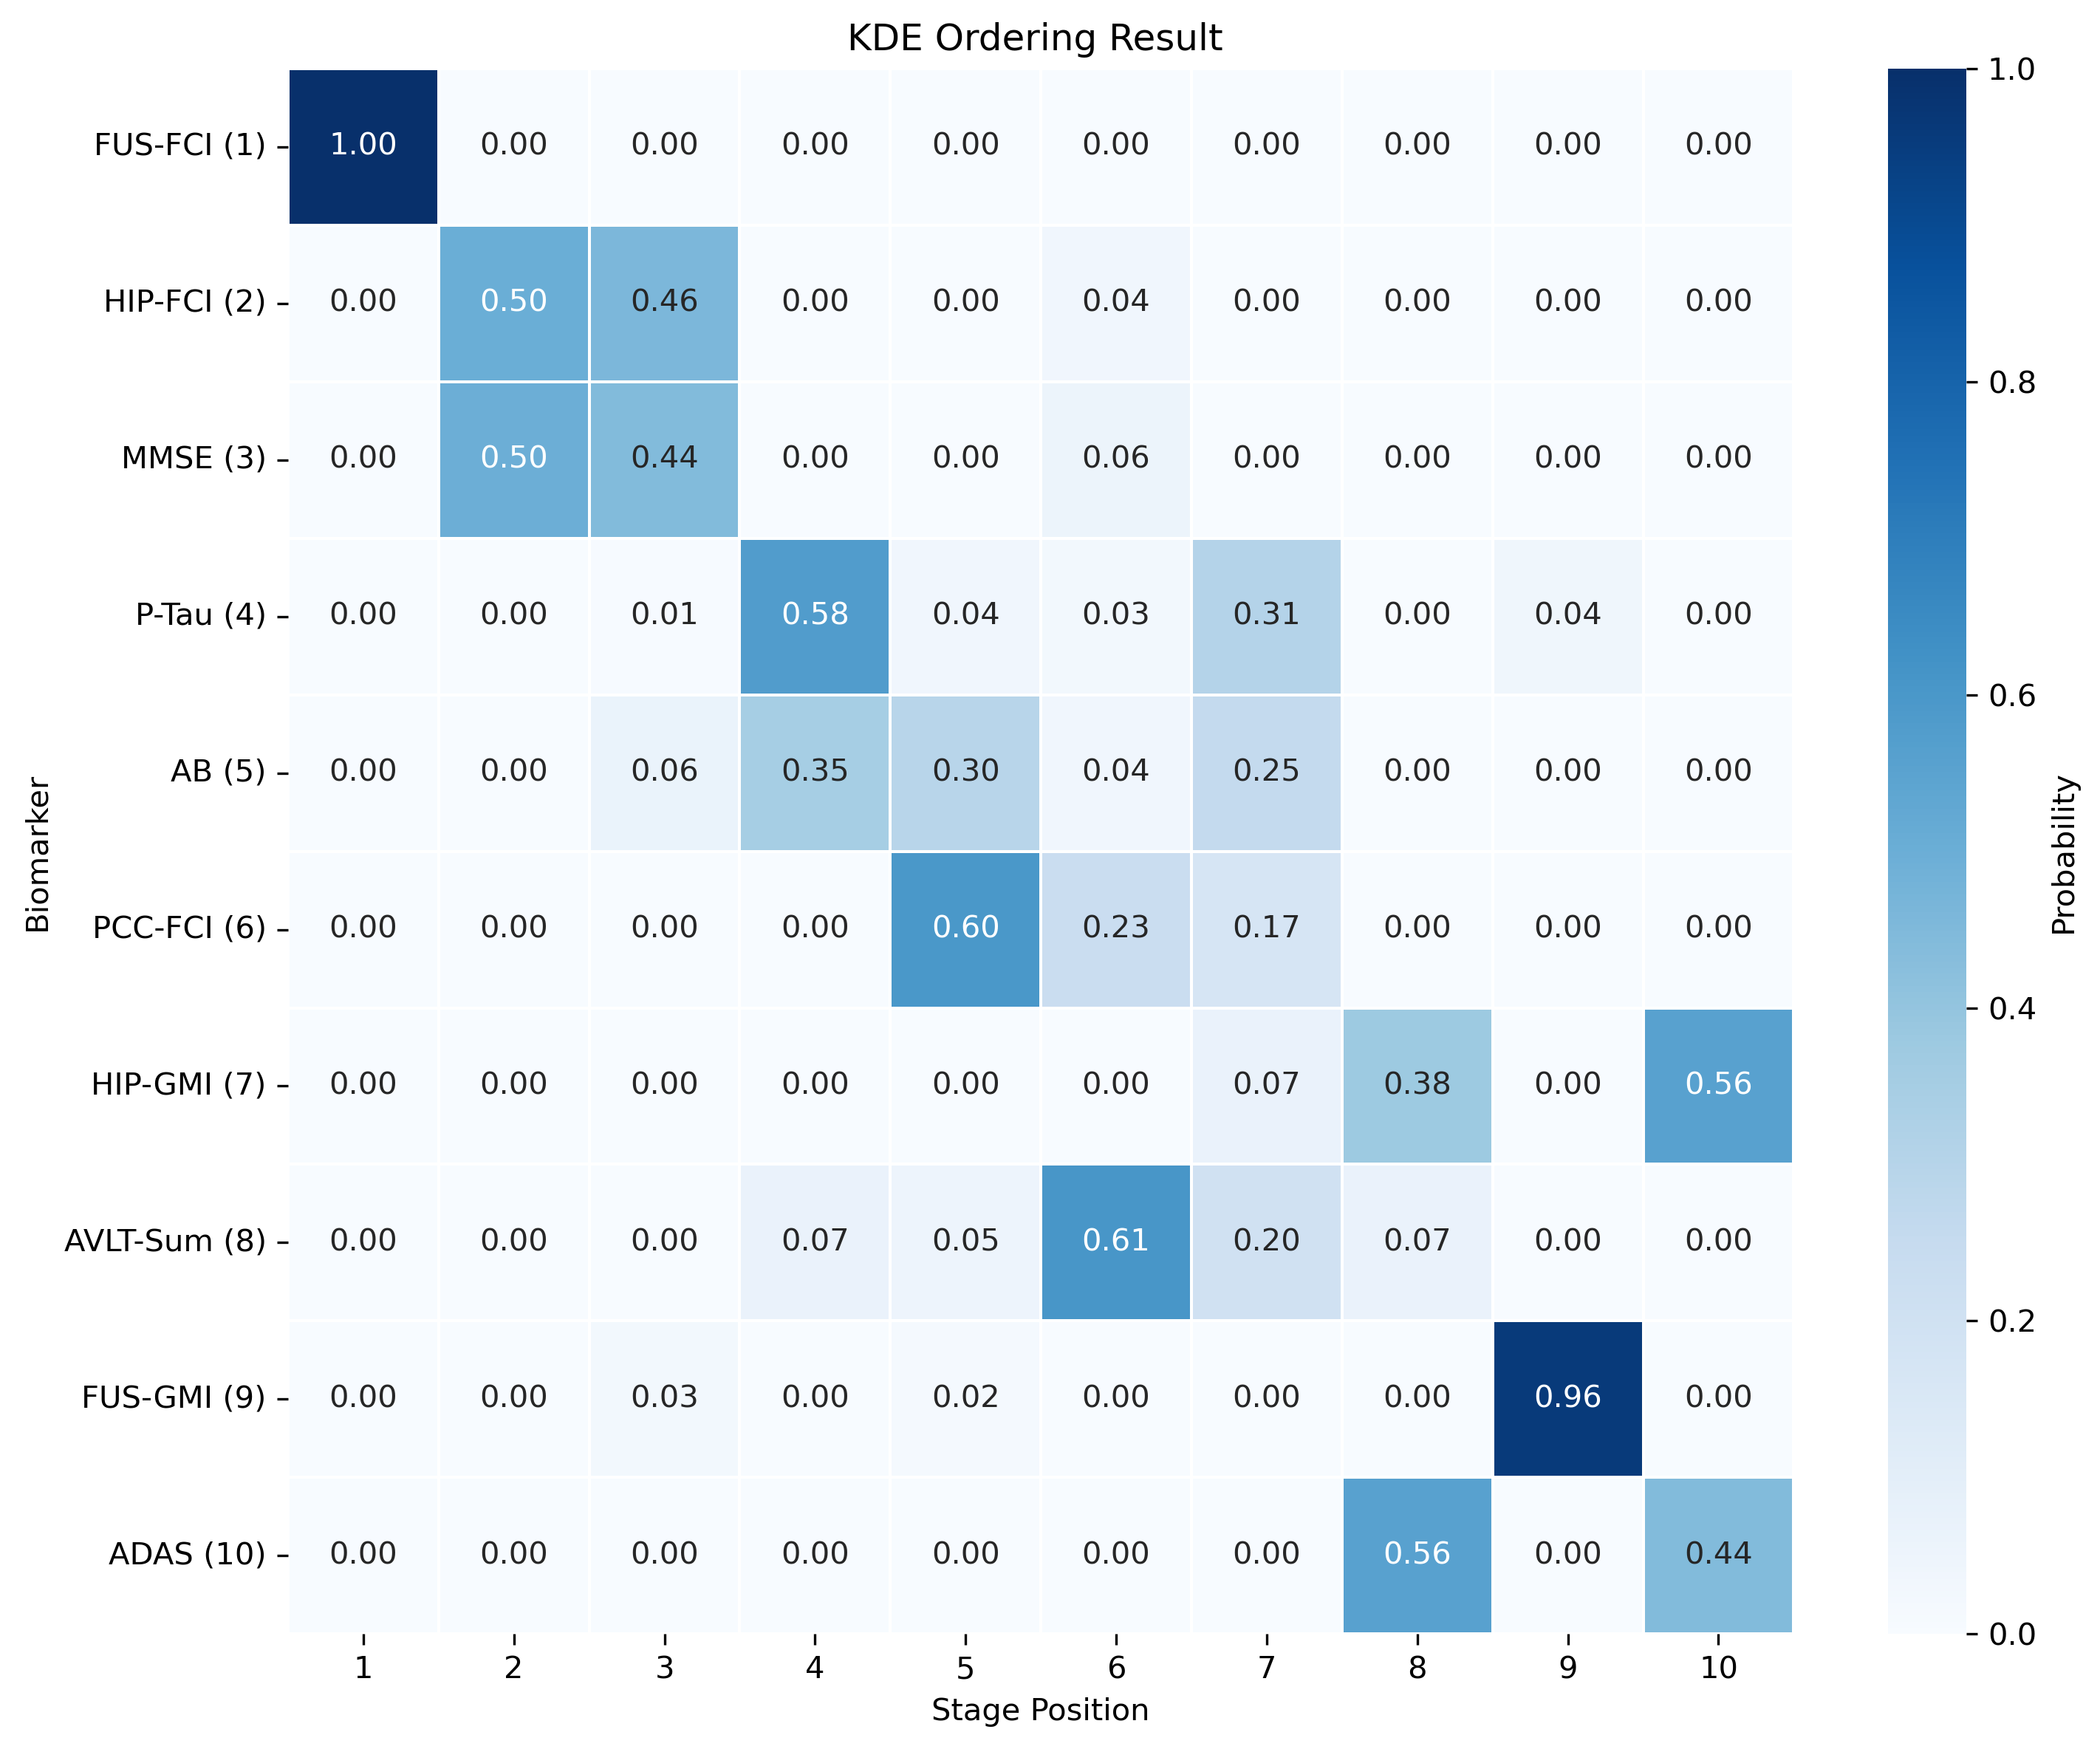 KDE Ordering Result
FUS-FCI (1) 1.00 0.00 0.00 0.00 0.00 0.00 0.00 0.00 0.00 0.00
HIP-FCI (2) 0.00 0.50 0.46 0.00 0.00 0.04 0.00 0.00 0.00 0.00
MMSE (3) 0.00 0.50 0.44 0.00 0.00 0.06 0.00 0.00 0.00 0.00
P-Tau (4) 0.00 0.00 0.01 0.58 0.04 0.03 0.31 0.00 0.04 0.00
AB (5) 0.00 0.00 0.06 0.35 0.30 0.04 0.25 0.00 0.00 0.00
PCC-FCI (6) 0.00 0.00 0.00 0.00 0.60 0.23 0.17 0.00 0.00 0.00
HIP-GMI (7) 0.00 0.00 0.00 0.00 0.00 0.00 0.07 0.38 0.00 0.56
AVLT-Sum (8) 0.00 0.00 0.00 0.07 0.05 0.61 0.20 0.07 0.00 0.00
FUS-GMI (9) 0.00 0.00 0.03 0.00 0.02 0.00 0.00 0.00 0.96 0.00
ADAS (10) 0.00 0.00 0.00 0.00 0.00 0.00 0.00 0.56 0.00 0.44
1 2 3 4 5 6 7 8 9 10
Stage Position
Biomarker
1.0
0.8
0.6
0.4
0.2
0.0
Probability